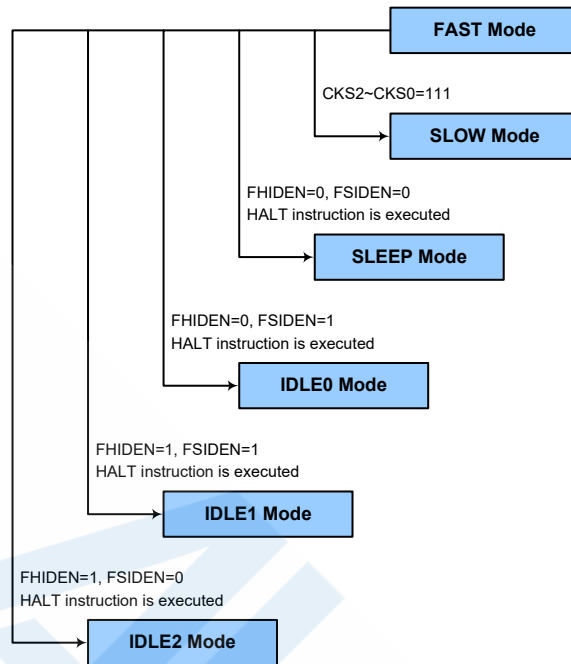 FAST Mode
CKS2~CKS0=111
SLOW Mode
FHIDEN=0, FSIDEN=0
HALT instruction is executed
SLEEP Mode
FHIDEN=0, FSIDEN=1
HALT instruction is executed
IDLE0 Mode
FHIDEN=1, FSIDEN=1
HALT instruction is executed
IDLE1 Mode
FHIDEN=1, FSIDEN=0
HALT instruction is executed
IDLE2 Mode